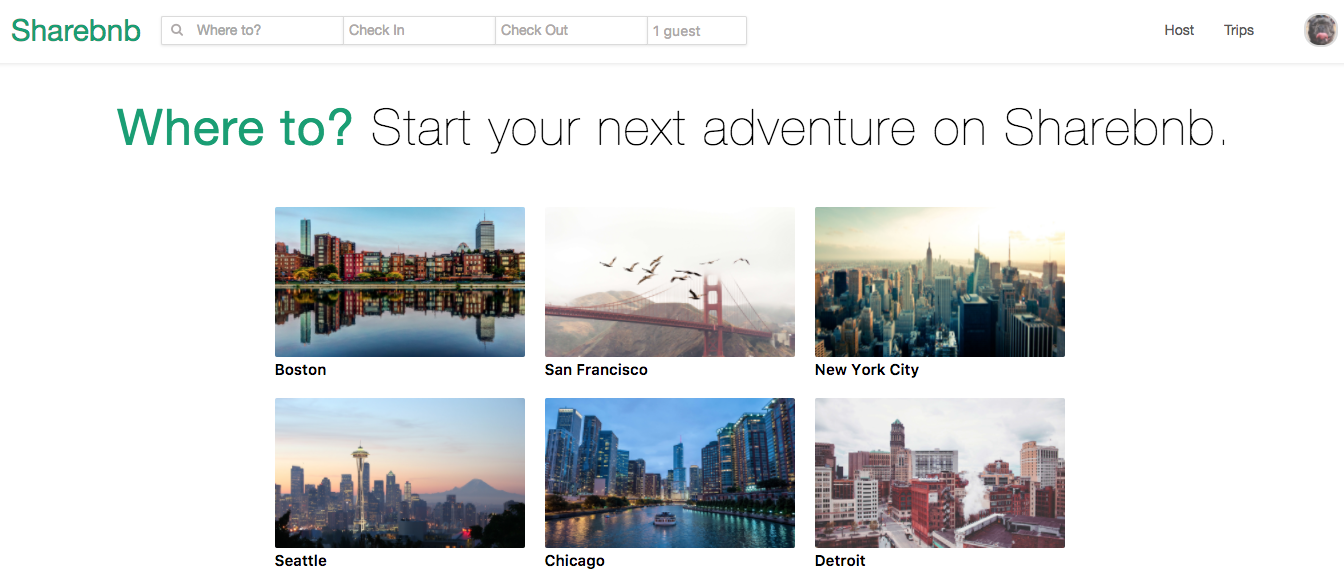 Sharebnb Where to? Check In Check Out 1 guest Host Trips
Where to? Start your next adventure on Sharebnb.
Boston San Francisco New York City
Seattle Chicago Detroit